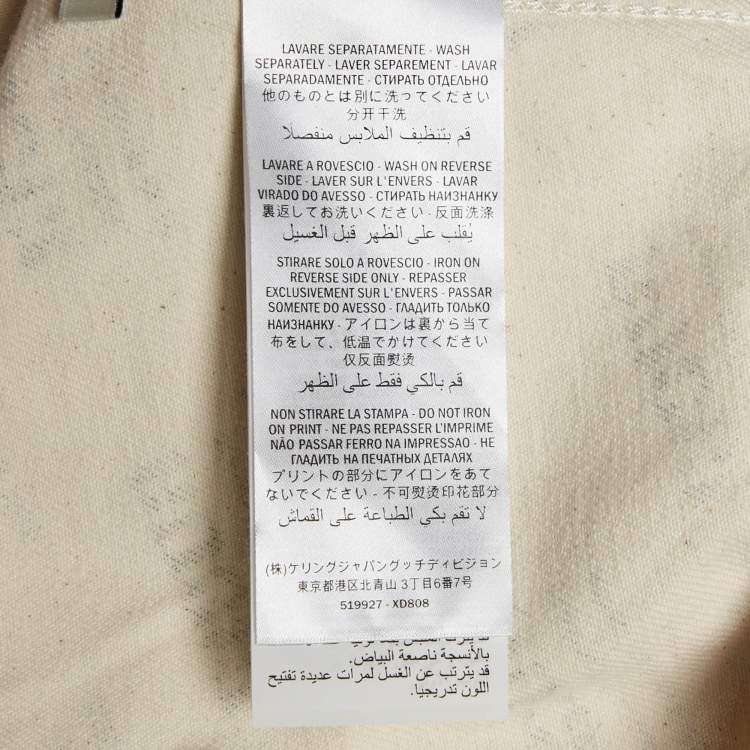 LAVARE SEPARATAMENTE - WASH
SEPARATELY - LAVER SEPAREMENT - LAVAR
SEPARADAMENTE - СТИРАТЬ ОТДЕЛЬНО
他のものとは別に洗ってください
分开干洗
قم بتنظيف الملابس منفصلا
LAVARE A ROVESCIO - WASH ON REVERSE
SIDE - LAVER SUR L'ENVERS - LAVAR
VIRADO DO AVESSO - СТИРАТЬ НАИЗНАНКУ
裏返してお洗いください - 反面洗涤
يُقلب على الظهر قبل الغسيل
STIRARE SOLO A ROVESCIO - IRON ON
REVERSE SIDE ONLY - REPASSER
EXCLUSIVEMENT SUR L'ENVERS - PASSAR
SOMENTE DO AVESSO - ГЛАДИТЬ ТОЛЬКО
НАИЗНАНКУ - アイロンは裏から当て
布をして、低温でかけてください
仅反面熨烫
قم بالكي فقط على الظهر
NON STIRARE LA STAMPA - DO NOT IRON
ON PRINT - NE PAS REPASSER L'IMPRIME
NÃO PASSAR FERRO NA IMPRESSAO - НЕ
ГЛАДИТЬ НА ПЕЧАТНЫХ ДЕТАЛЯХ
プリントの部分にアイロンをあて
ないでください - 不可熨烫印花部分
لا تقم بكي الطباعة على القماش
(株)ケリングジャパングッチディビジョン
東京都港区北青山 3丁目6番7号
519927 - XD808
بالأنسجة ناصعة البياض.
قد يترتب عن الغسل لمرات عديدة تفتيح
اللون تدريجيا.